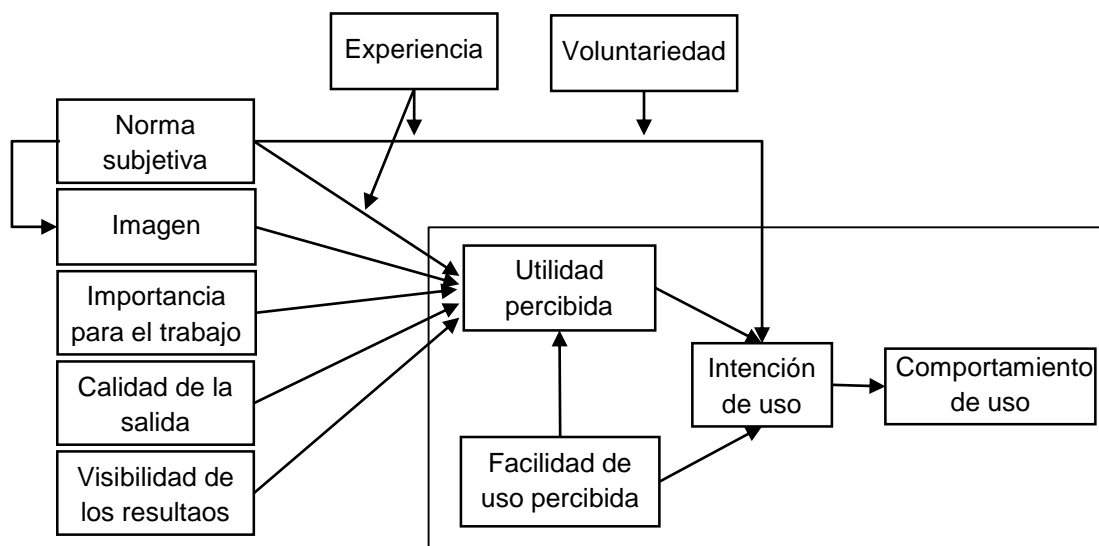 Experiencia
Voluntariedad
Norma
subjetiva
Imagen
Importancia
para el trabajo
Calidad de la
salida
Visibilidad de
los resultaos
Utilidad
percibida
Facilidad de
uso percibida
Intención
de uso
Comportamiento
de uso